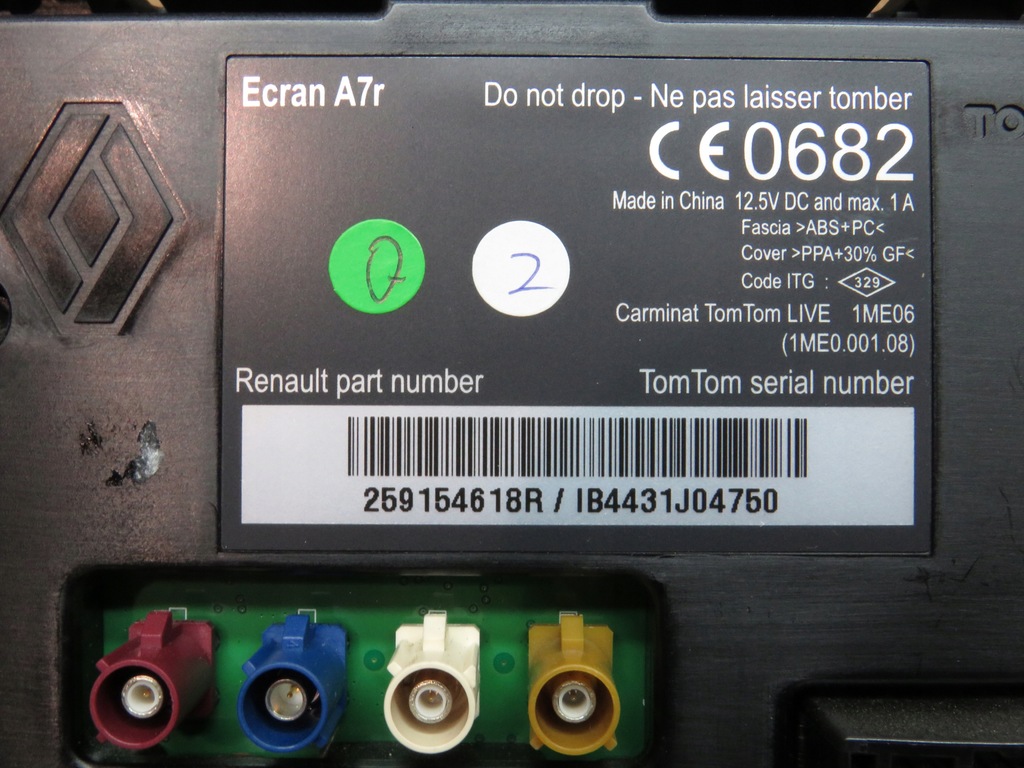 Ecran A7r
Do not drop - Ne pas laisser tomber
CE0682
Made in China 12.5V DC and max. 1 A
Fascia >ABS+PC<
Cover >PPA+30% GF<
Code ITG : 329
Carminat TomTom LIVE 1ME06
(1ME0.001.08)
2
Renault part number
TomTom serial number
259154618R / IB4431J04750
TO